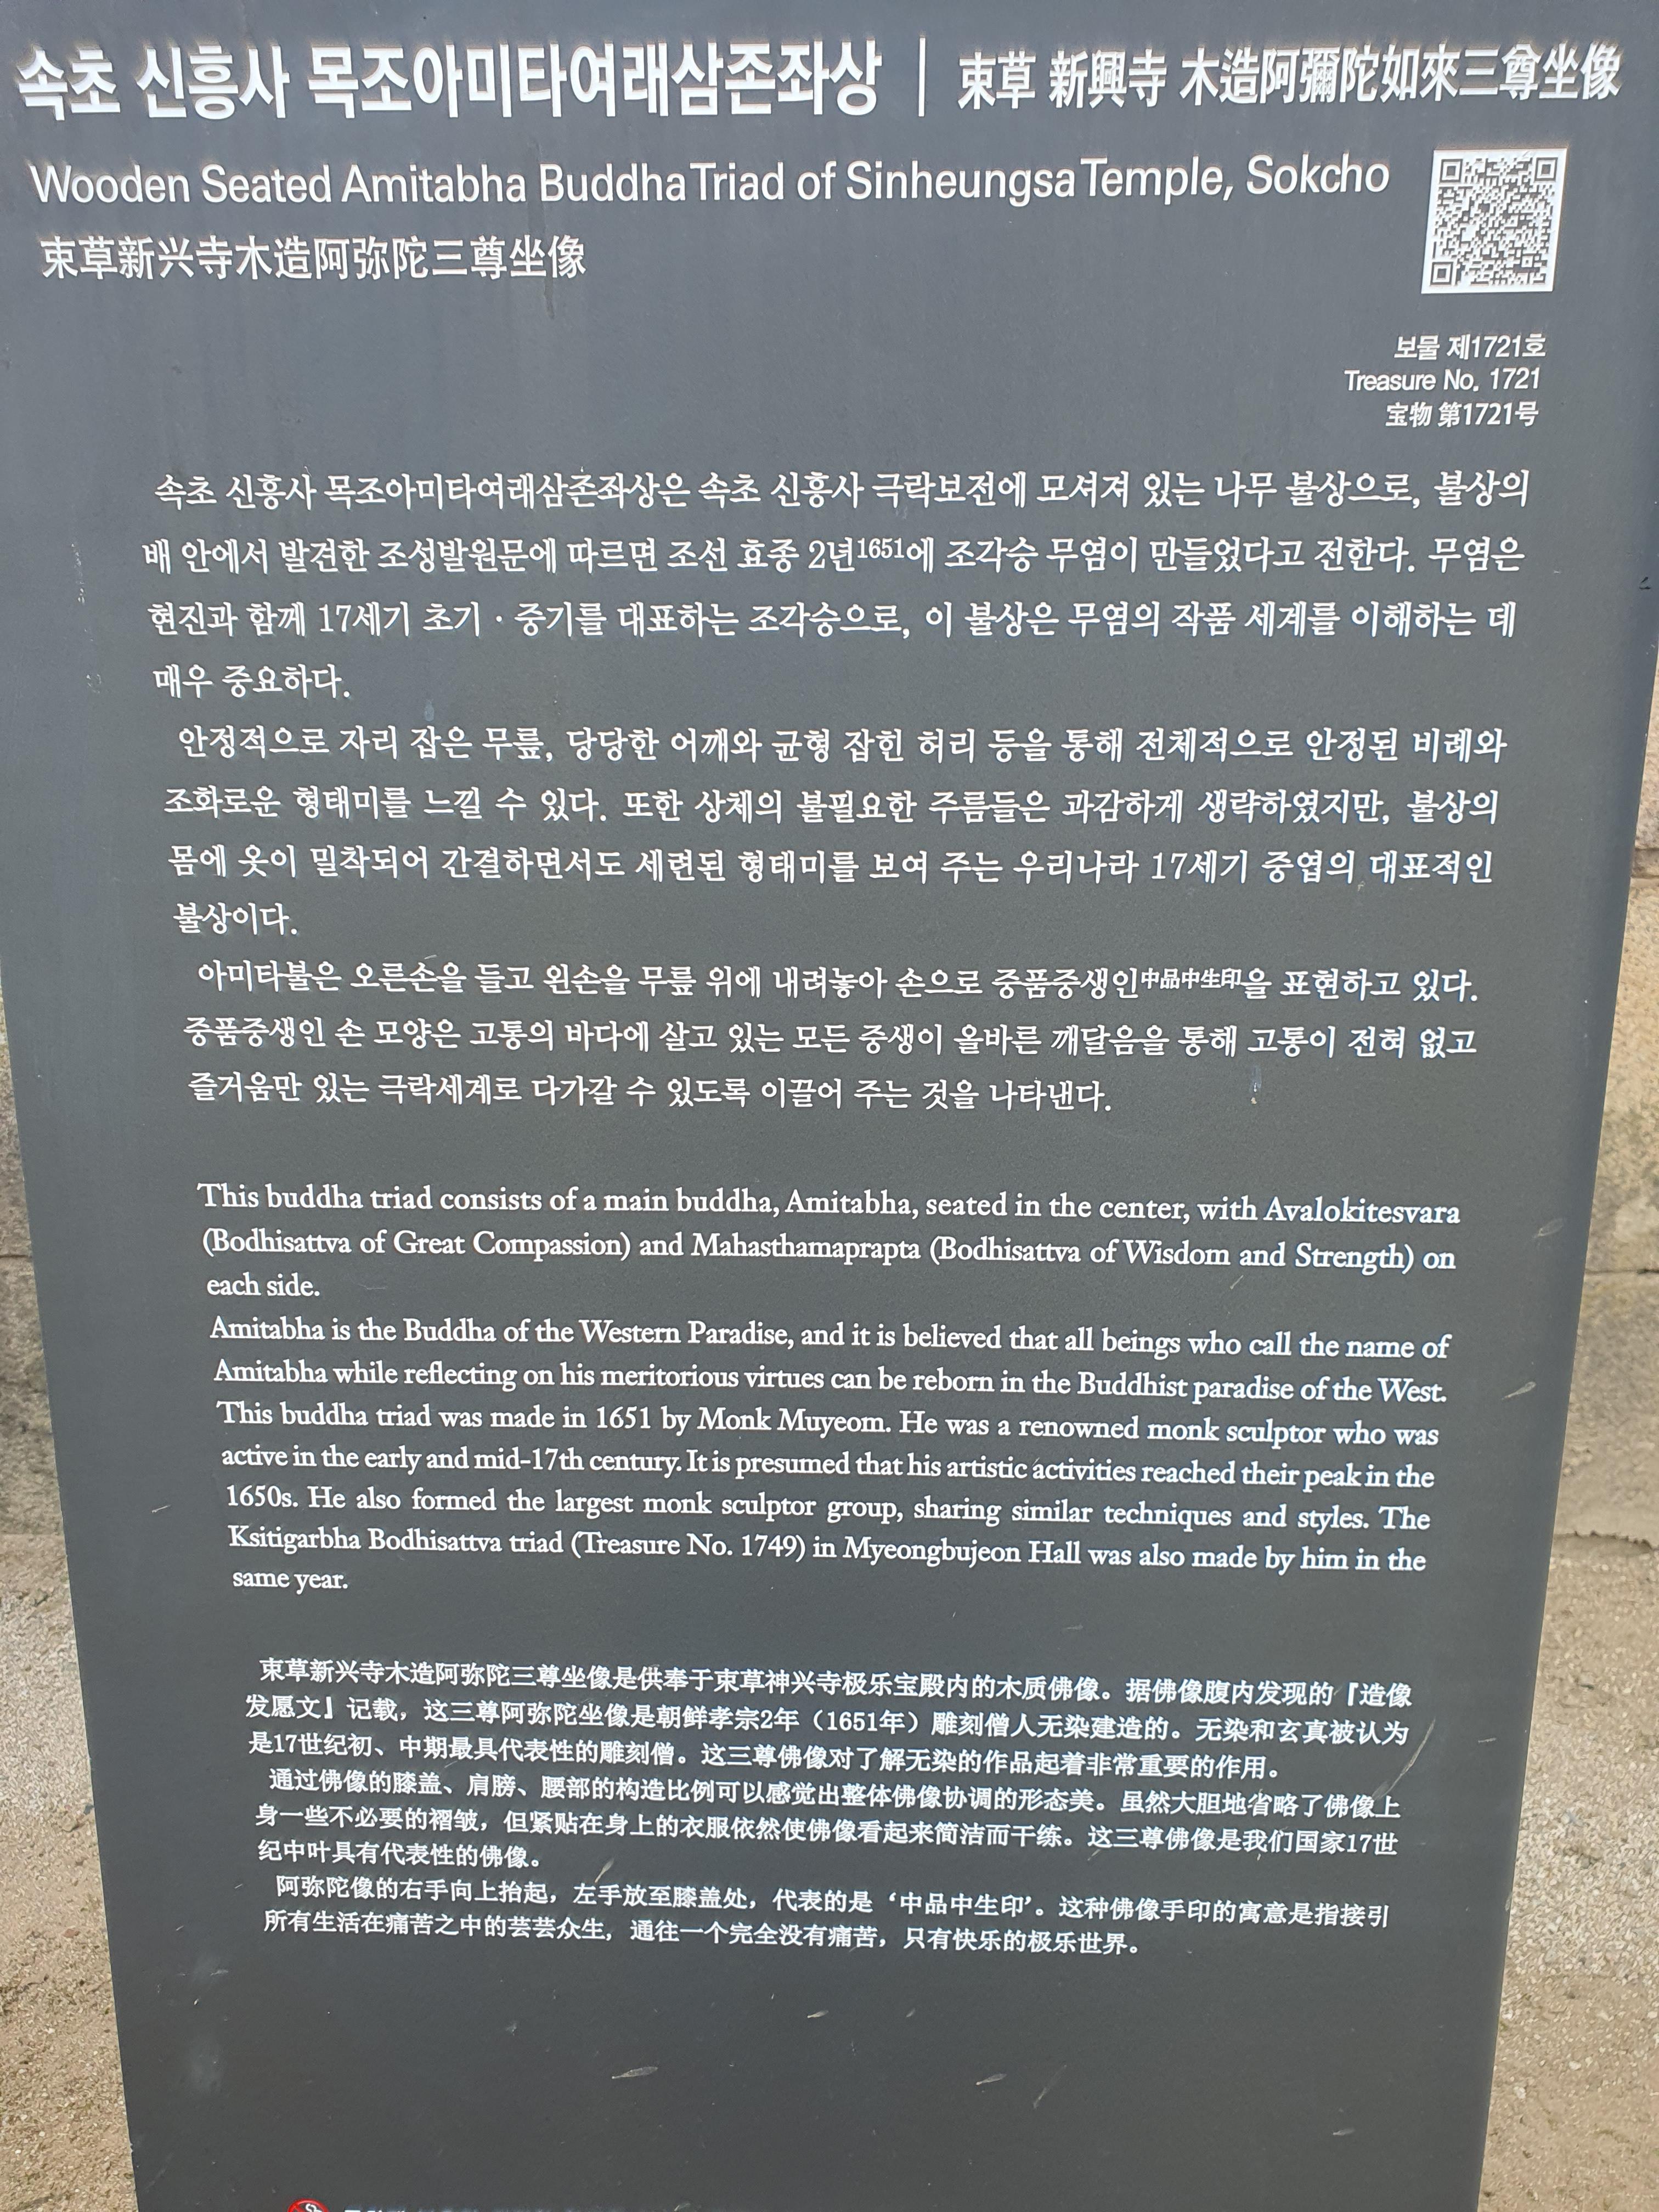 속초 신흥사 목조아미타여래삼존좌상 | 束草 新興寺 木造阿彌陀如來三尊坐像
Wooden Seated Amitabha Buddha Triad of Sinheungsa Temple, Sokcho
束草新兴寺木造阿弥陀三尊坐像
보물 제1721호
Treasure No. 1721
宝物 第1721号
속초 신흥사 목조아미타여래삼존좌상은 속초 신흥사 극락보전에 모셔져 있는 나무 불상으로, 불상의
배 안에서 발견한 조성발원문에 따르면 조선 효종 2년1651에 조각승 무염이 만들었다고 전한다. 무염은
현진과 함께 17세기 초기 · 중기를 대표하는 조각승으로, 이 불상은 무염의 작품 세계를 이해하는 데
매우 중요하다.
안정적으로 자리 잡은 무릎, 당당한 어깨와 균형 잡힌 허리 등을 통해 전체적으로 안정된 비례와
조화로운 형태미를 느낄 수 있다. 또한 상체의 불필요한 주름들은 과감하게 생략하였지만, 불상의
몸에 옷이 밀착되어 간결하면서도 세련된 형태미를 보여 주는 우리나라 17세기 중엽의 대표적인
불상이다.
아미타불은 오른손을 들고 왼손을 무릎 위에 내려놓아 손으로 중품중생인中品中生印을 표현하고 있다.
중품중생인 손 모양은 고통의 바다에 살고 있는 모든 중생이 올바른 깨달음을 통해 고통이 전혀 없고
즐거움만 있는 극락세계로 다가갈 수 있도록 이끌어 주는 것을 나타낸다.
This buddha triad consists of a main buddha, Amitabha, seated in the center, with Avalokitesvara
(Bodhisattva of Great Compassion) and Mahasthamaprapta (Bodhisattva of Wisdom and Strength) on
each side.
Amitabha is the Buddha of the Western Paradise, and it is believed that all beings who call the name of
Amitabha while reflecting on his meritorious virtues can be reborn in the Buddhist paradise of the West.
This buddha triad was made in 1651 by Monk Muyeom. He was a renowned monk sculptor who was
active in the early and mid-17th century. It is presumed that his artistic activities reached their peak in the
1650s. He also formed the largest monk sculptor group, sharing similar techniques and styles. The
Ksitigarbha Bodhisattva triad (Treasure No. 1749) in Myeongbujeon Hall was also made by him in the
same year.
束草新兴寺木造阿弥陀三尊坐像是供奉于束草神兴寺极乐宝殿内的木质佛像。据佛像腹内发现的『造像
发愿文』记载，这三尊阿弥陀坐像是朝鲜孝宗2年（1651年）雕刻僧人无染建造的。无染和玄真被认为
是17世纪初、中期最具代表性的雕刻僧。这三尊佛像对了解无染的作品起着非常重要的作用。
通过佛像的膝盖、肩膀、腰部的构造比例可以感觉出整体佛像协调的形态美。虽然大胆地省略了佛像上
身一些不必要的褶皱，但紧贴在身上的衣服依然使佛像看起来简洁而干练。这三尊佛像是我们国家17世
纪中叶具有代表性的佛像。
阿弥陀像的右手向上抬起，左手放至膝盖处，代表的是‘中品中生印’。这种佛像手印的寓意是指接引
所有生活在痛苦之中的芸芸众生，通往一个完全没有痛苦，只有快乐的极乐世界。